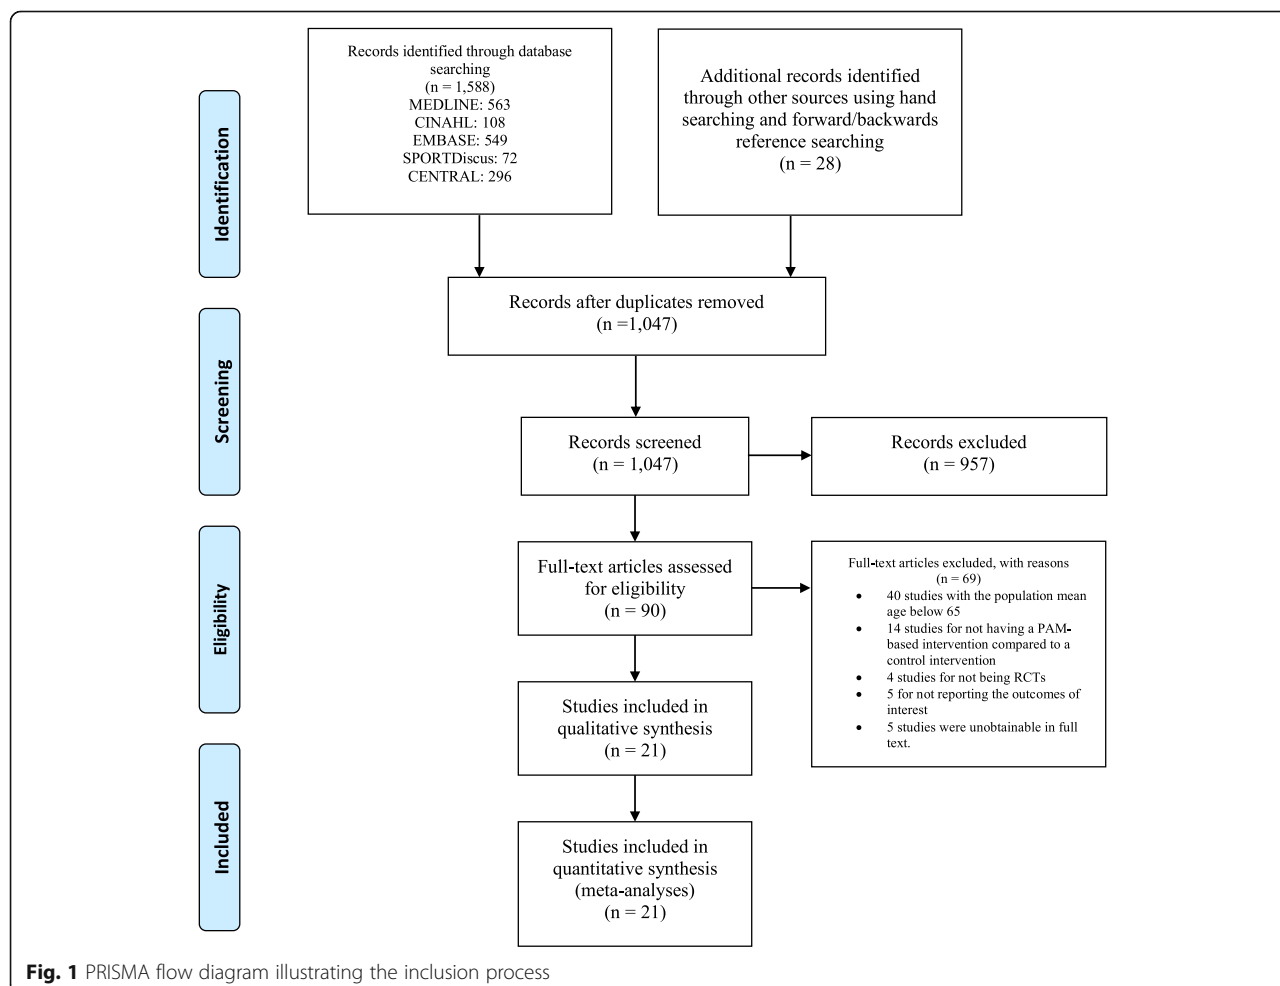 Identification
Records identified through database
searching
(n = 1,588)
MEDLINE: 563
CINAHL: 108
EMBASE: 549
SPORTDiscus: 72
CENTRAL: 296
Additional records identified
through other sources using hand
searching and forward/backwards
reference searching
(n = 28)
Records after duplicates removed
(n =1,047)
Screening
Records screened
(n = 1,047)
Records excluded
(n = 957)
Eligibility
Full-text articles assessed
for eligibility
(n = 90)
Full-text articles excluded, with reasons
(n = 69)
• 40 studies with the population mean
age below 65
• 14 studies for not having a PAM-
based intervention compared to a
control intervention
• 4 studies for not being RCTs
• 5 for not reporting the outcomes of
interest
• 5 studies were unobtainable in full
text.
Studies included in
qualitative synthesis
(n = 21)
Included
Studies included in
quantitative synthesis
(meta-analyses)
(n = 21)
Fig. 1 PRISMA flow diagram illustrating the inclusion process